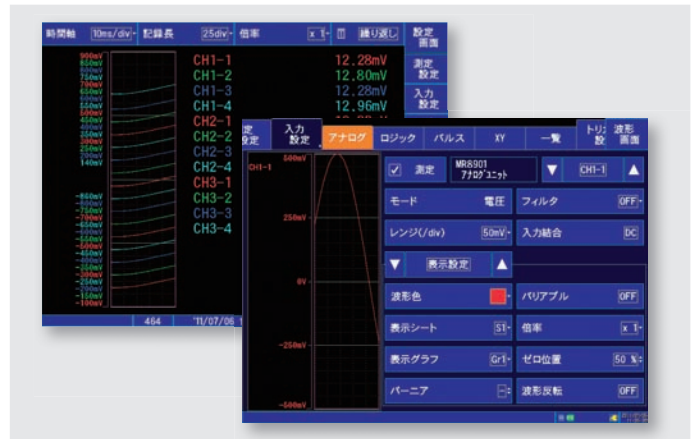 時間軸 10ms/div 記録長 25div 倍率 x 1 繰り返し 設定画面
測定設定
入力設定
CH1-1 12.28mV
CH1-2 12.80mV
CH1-3 12.28mV
CH1-4 12.96mV
CH2-2
CH2-3
CH2-4
CH3-1
CH3-2
CH3-3
CH3-4
140mV
-100mV
464 '11/07/06
入力設定 アナログ ロジック パルス XY 一覧 波形画面
CH1-1
500mV
250mV
0V
-250mV
-500mV
測定 MR8901 アナログユニット ▼ CH1-1 ▲
モード 電圧 フィルタ OFF
レンジ(/div) 50mV 入力結合 DC
▼ 表示設定 ▲
波形色 バリアブル OFF
表示シート S1 倍率 x 1
表示グラフ Gr1 ゼロ位置 50 %
バーニア 波形反転 OFF